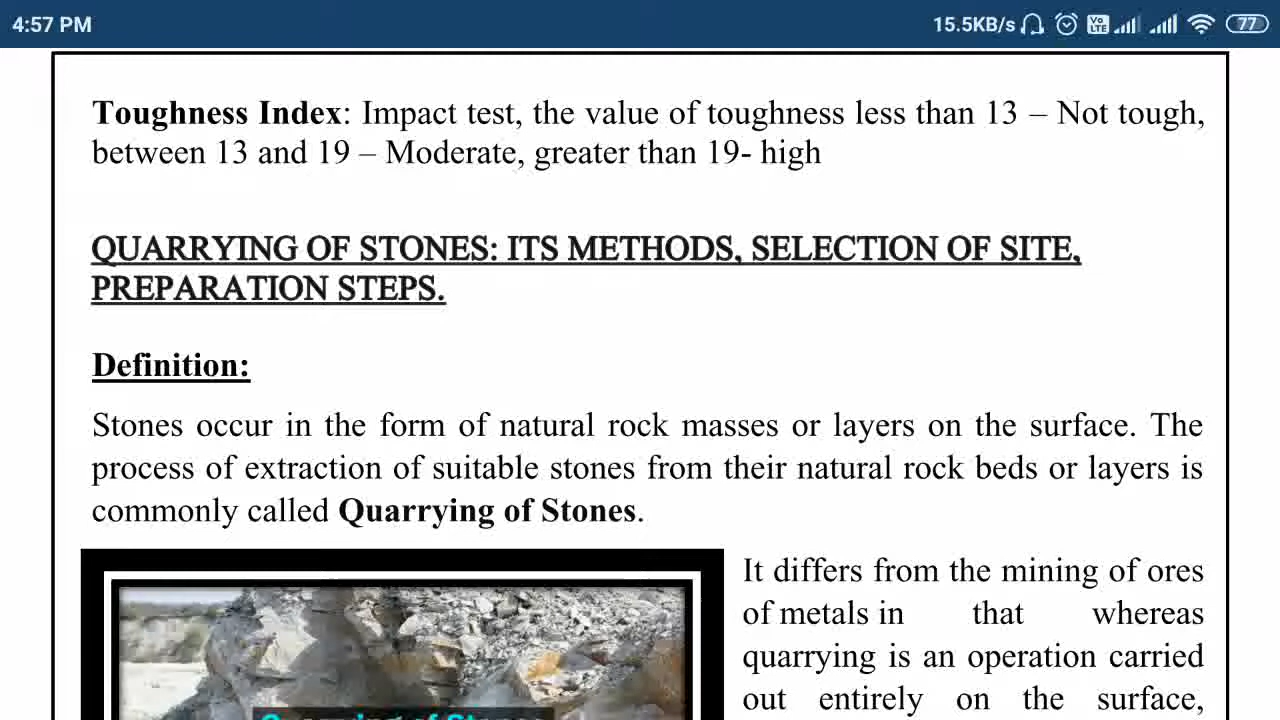 4:57 PM
15.5KB/s
Vo LTE
77
Toughness Index: Impact test, the value of toughness less than 13 – Not tough,
between 13 and 19 – Moderate, greater than 19- high
QUARRYING OF STONES: ITS METHODS, SELECTION OF SITE,
PREPARATION STEPS.
Definition:
Stones occur in the form of natural rock masses or layers on the surface. The
process of extraction of suitable stones from their natural rock beds or layers is
commonly called Quarrying of Stones.
It differs from the mining of ores
of metals in that whereas
quarrying is an operation carried
out entirely on the surface,
Quarrying of Stones